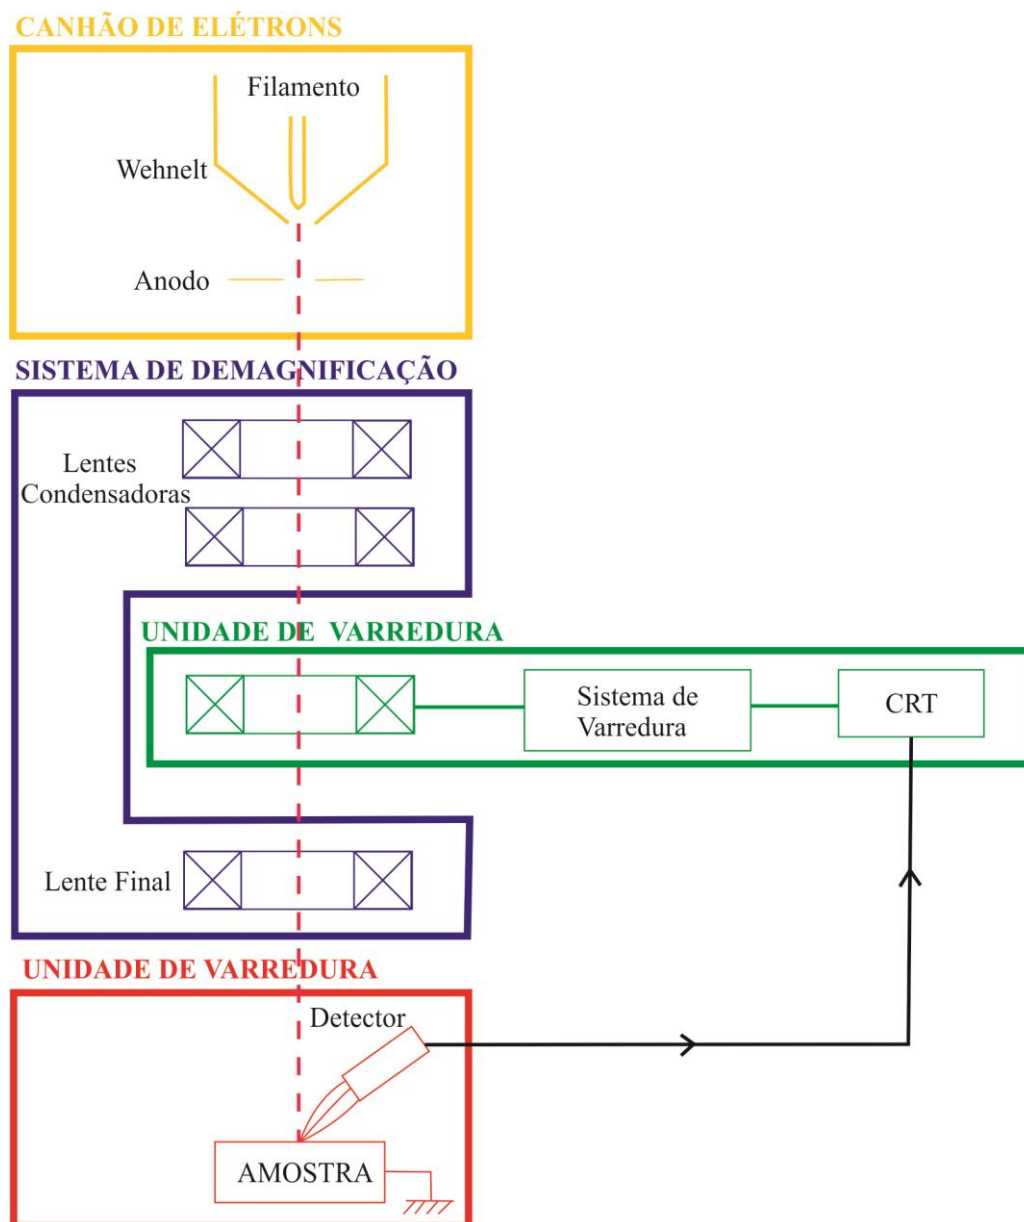 CANHÃO DE ELÉTRONS
Filamento
Wehnelt
Anodo
SISTEMA DE DEMAGNIFICAÇÃO
Lentes
Condensadoras
UNIDADE DE VARREDURA
Sistema de
Varredura
CRT
Lente Final
UNIDADE DE VARREDURA
Detector
AMOSTRA